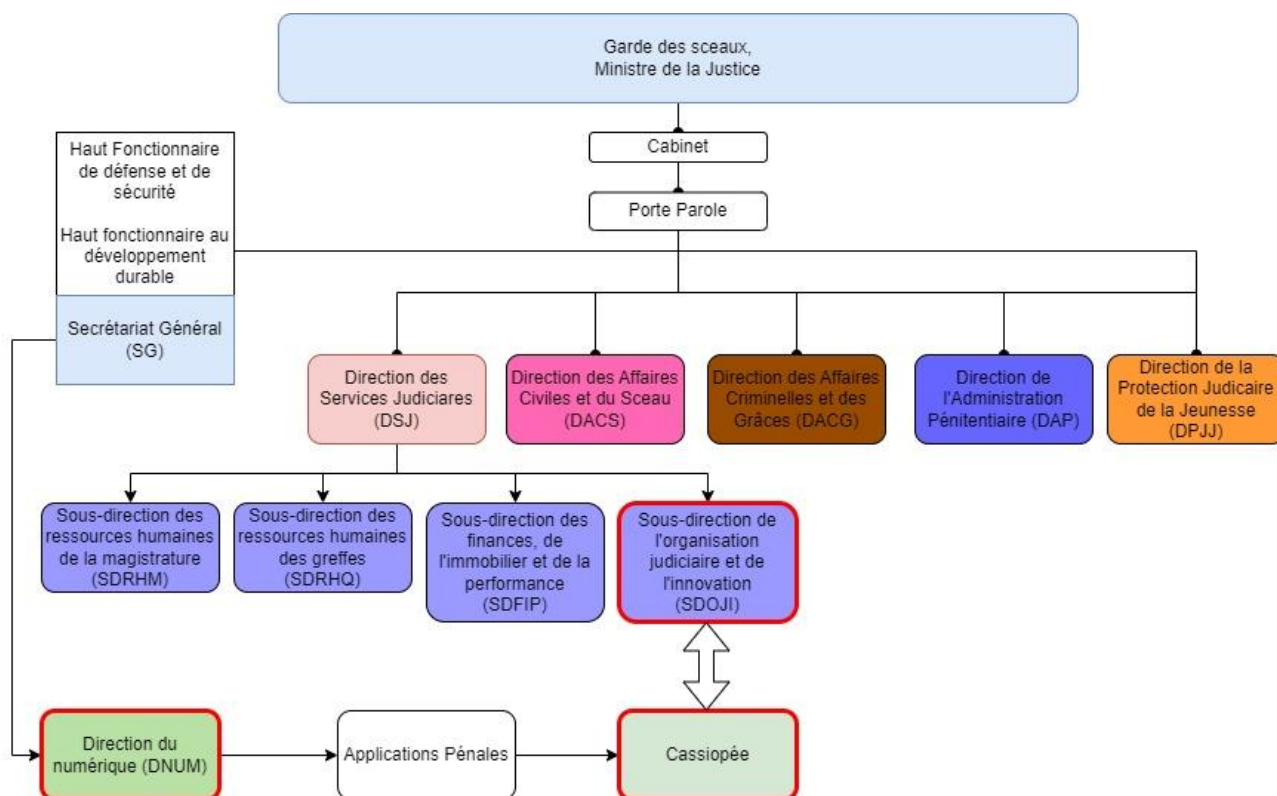 Garde des sceaux,
Ministre de la Justice
Cabinet
Porte Parole
Haut Fonctionnaire
de défense et de
sécurité
Haut fonctionnaire au
développement
durable
Secrétariat Général
(SG)
Direction des
Services Judiciares
(DSJ)
Direction des Affaires
Civiles et du Sceau
(DACS)
Direction des Affaires
Criminelles et des
Grâces (DACG)
Direction de
l'Administration
Pénitentiaire (DAP)
Direction de la
Protection Judicaire
de la Jeunesse
(DPJJ)
Sous-direction des
ressources humaines
de la magistrature
(SDRHM)
Sous-direction des
ressources humaines
des greffes
(SDRHQ)
Sous-direction des
finances, de
l'immobilier et de la
performance
(SDFIP)
Sous-direction de
l'organisation
judiciaire et de
l'innovation
(SDOJI)
Direction du
numérique (DNUM)
Applications Pénales
Cassiopée